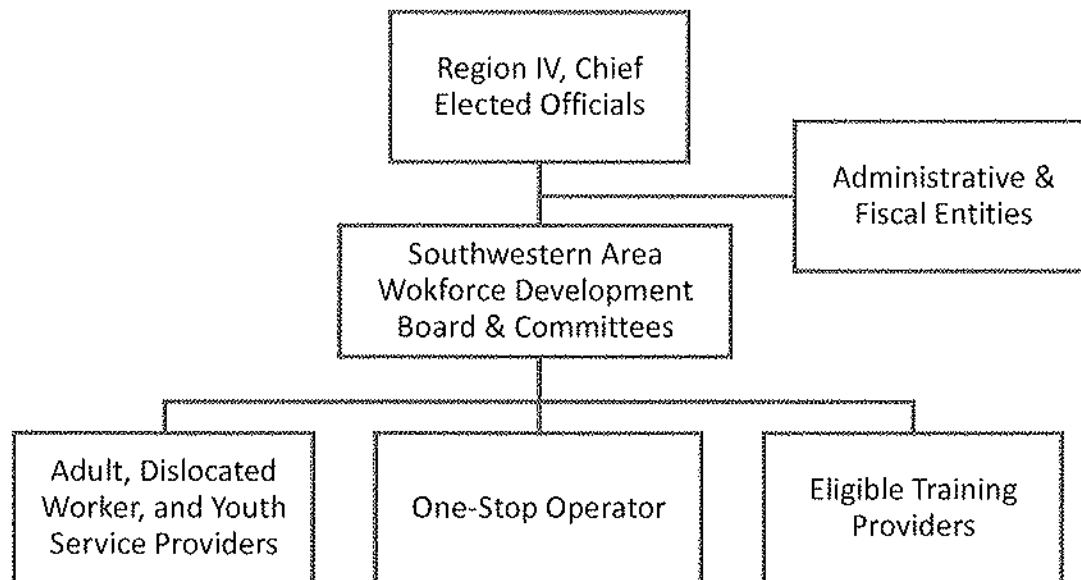 Region IV, Chief
Elected Officials
Administrative &
Fiscal Entities
Southwestern Area
Wokforce Development
Board & Committees
Adult, Dislocated
Worker, and Youth
Service Providers
One-Stop Operator
Eligible Training
Providers